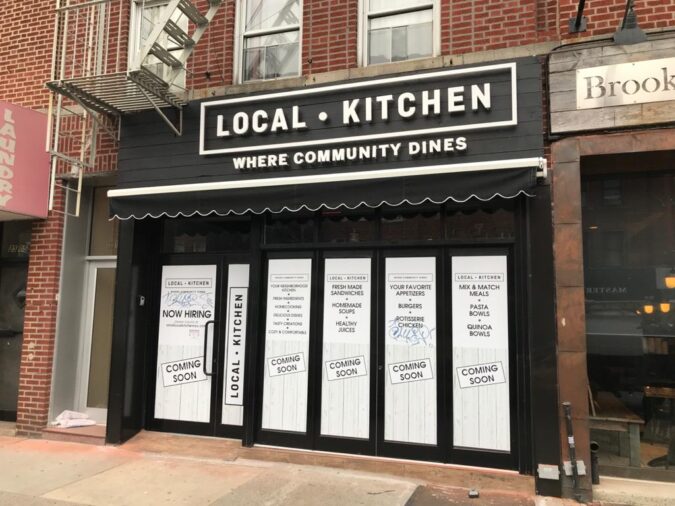 LAUNDRY
LOCAL • KITCHEN
WHERE COMMUNITY DINES
Brook
LOCAL • KITCHEN
NOW HIRING
COMING SOON
LOCAL • KITCHEN
LOCAL • KITCHEN
YOUR NEIGHBORHOOD
KITCHEN
FRESH INGREDIENTS
HOMECOOKING
DELICIOUS DISHES
TASTY CREATIONS
COZY & COMFORTABLE
COMING
SOON
LOCAL • KITCHEN
FRESH MADE
SANDWICHES
HOMEMADE
SOUPS
HEALTHY
JUICES
COMING
SOON
YOUR FAVORITE
APPETIZERS
BURGERS
ROTISSERIE
CHICKEN
COMING
SOON
LOCAL • KITCHEN
MIX & MATCH
MEALS
PASTA
BOWLS
QUINOA
BOWLS
COMING
SOON